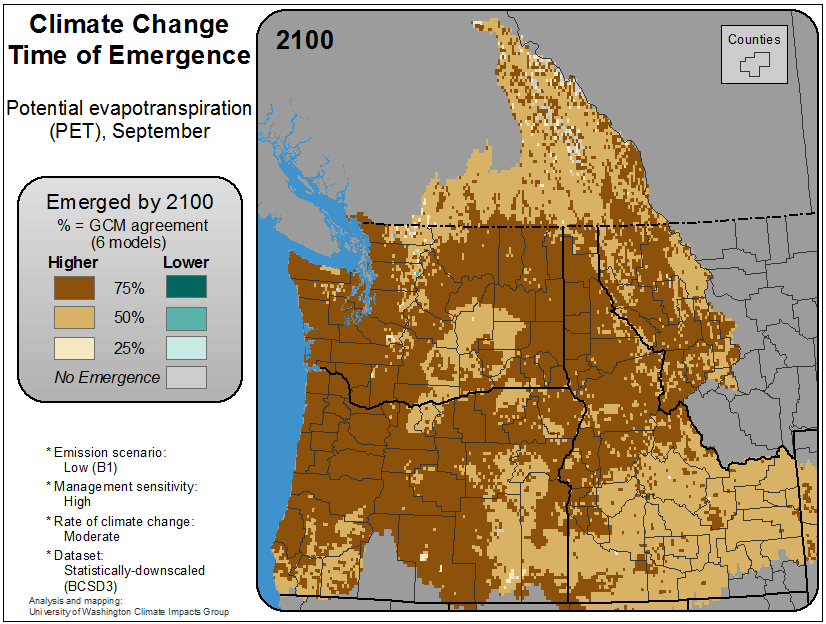 Climate Change
Time of Emergence
Potential evapotranspiration
(PET), September
Emerged by 2100
% = GCM agreement
(6 models)
Higher Lower
75%
50%
25%
No Emergence
* Emission scenario:
Low (B1)
* Management sensitivity:
High
* Rate of climate change:
Moderate
* Dataset:
Statistically-downscaled
(BCSD3)
Analysis and mapping:
University of Washington Climate Impacts Group
2100
Counties